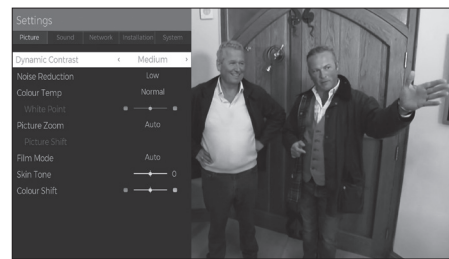 Settings
Picture Sound Network Installation System
Dynamic Contrast Medium
Noise Reduction Low
Colour Temp Normal
White Point
Picture Zoom Auto
Picture Shift
Film Mode Auto
Skin Tone 0
Colour Shift